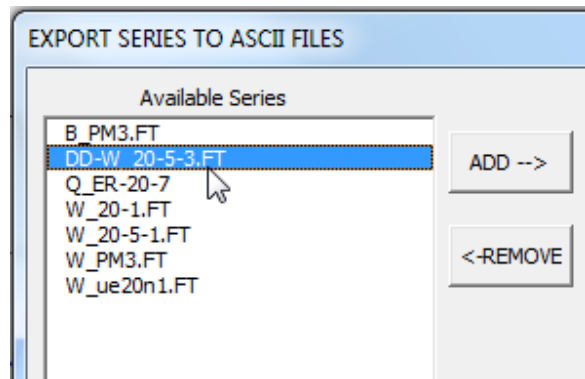 EXPORT SERIES TO ASCII FILES
Available Series
B_PM3.FT
DD-W_20-5-3.FT
Q_ER-20-7
W_20-1.FT
W_20-5-1.FT
W_PM3.FT
W_ue20n1.FT
ADD -->
<-REMOVE